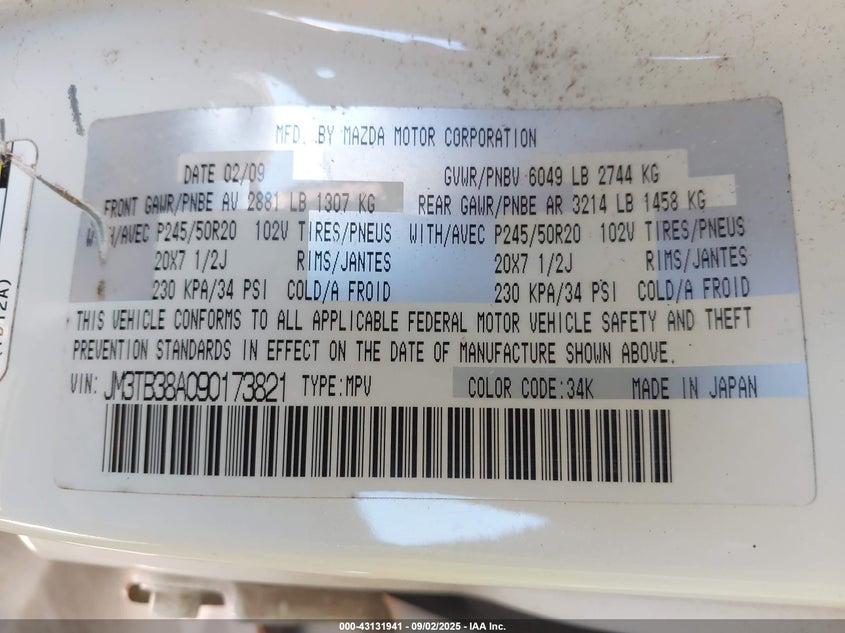 MFD. BY MAZDA MOTOR CORPORATION
DATE 02/09 GVWR/PNBV 6049 LB 2744 KG
FRONT GAWR/PNBE AV 2881 LB 1307 KG REAR GAWR/PNBE AR 3214 LB 1458 KG
WITH/AVEC P245/50R20 102V TIRES/PNEUS WITH/AVEC P245/50R20 102V TIRES/PNEUS
20X7 1/2J RIMS/JANTES 20X7 1/2J RIMS/JANTES
230 KPA/34 PSI COLD/A FROID 230 KPA/34 PSI COLD/A FROID
THIS VEHICLE CONFORMS TO ALL APPLICABLE FEDERAL MOTOR VEHICLE SAFETY AND THEFT
PREVENTION STANDARDS IN EFFECT ON THE DATE OF MANUFACTURE SHOWN ABOVE.
VIN: JM3TB38A090173821 TYPE:MPV COLOR CODE:34K MADE IN JAPAN
000-43131941 - 09/02/2025 - IAA Inc.